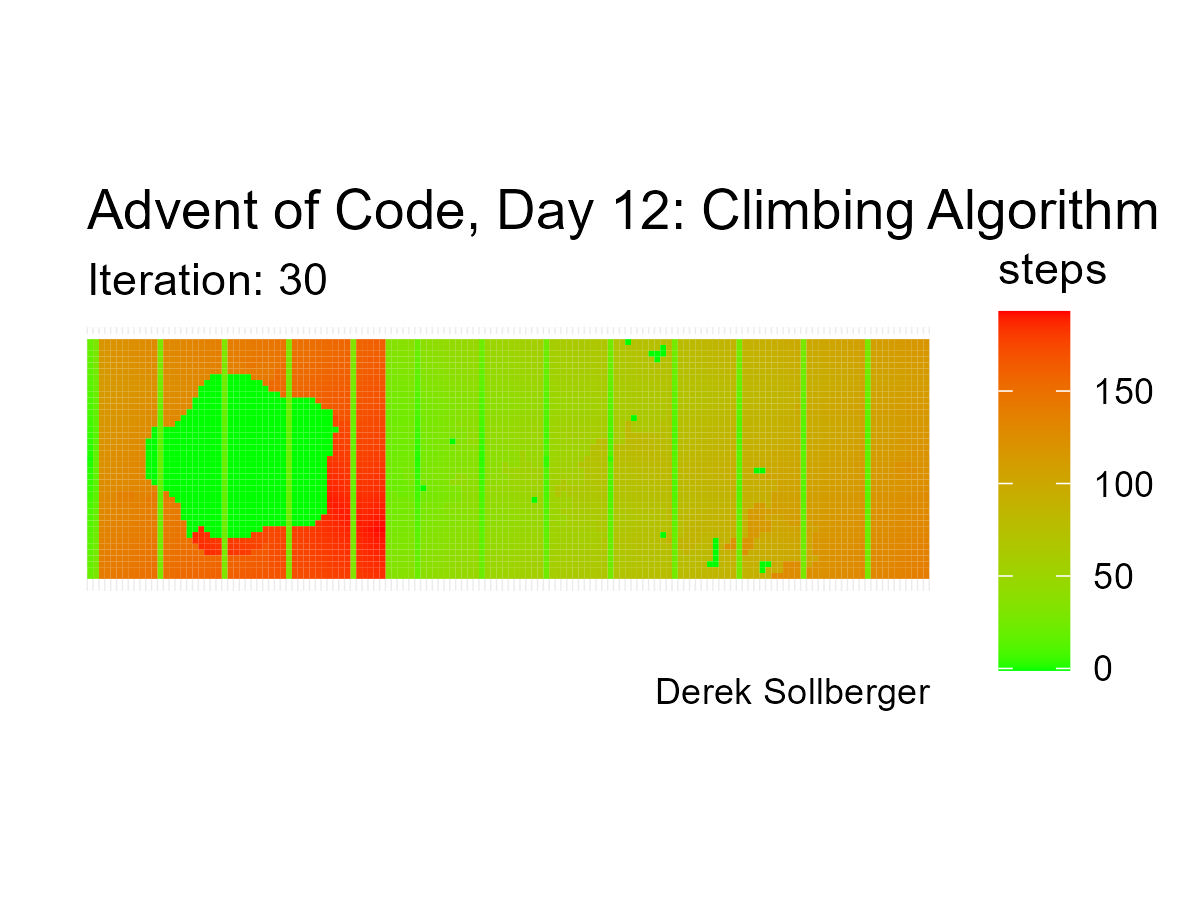 Advent of Code, Day 12: Climbing Algorithm
Iteration: 30
steps
150
100
50
0
Derek Sollberger